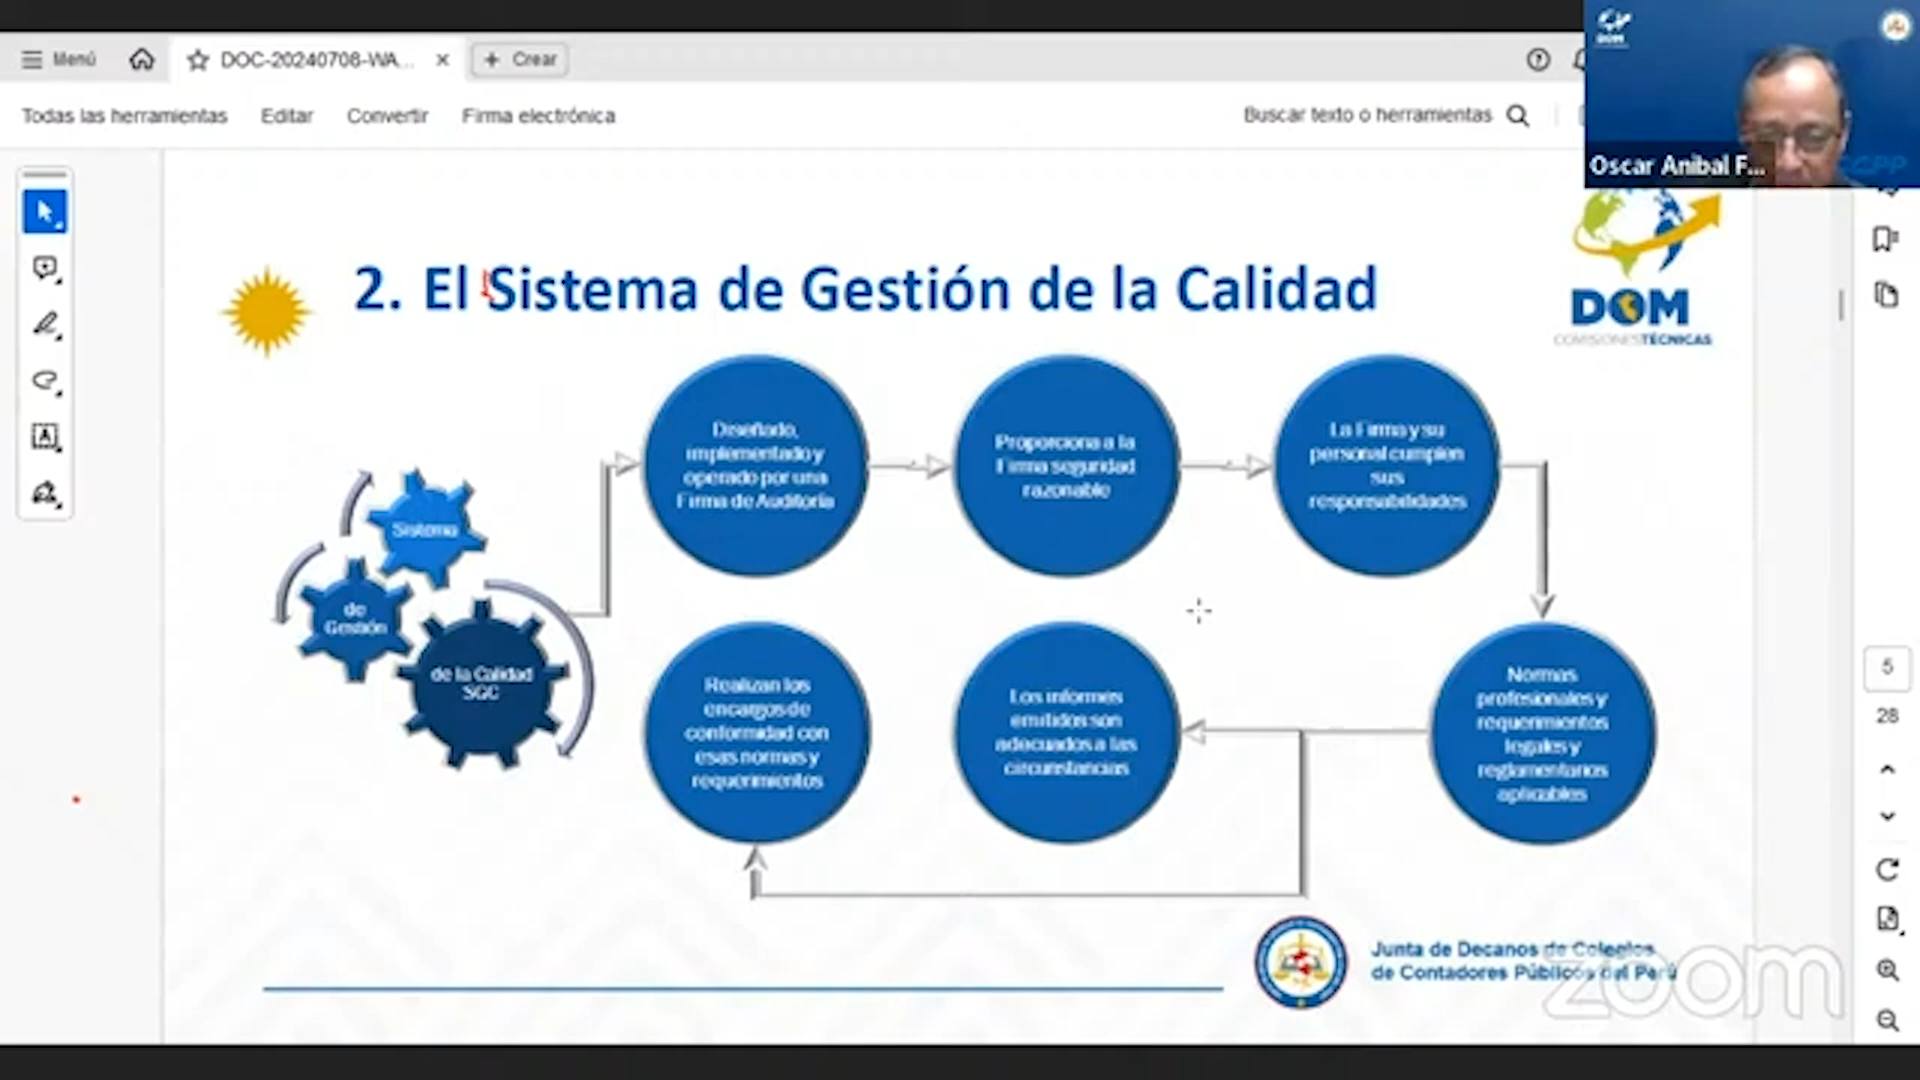 Menú
DOC-20240708-WA...
Crear
Todas las herramientas
Editar
Convertir
Firma electrónica
Buscar texto o herramientas
DOM
Oscar Anibal F...
CGPP
2. El Sistema de Gestión de la Calidad
DOM
COMISIONES TÉCNICAS
Sistema
de
Gestión
de la Calidad
SGC
Diseñado,
implementado y
operado por una
Firma de Auditoría
Proporciona a la
Firma seguridad
razonable
La Firma y su
personal cumplen
sus
responsabilidades
Realizan los
encargos de
conformidad con
esas normas y
requerimientos
Los informes
emitidos son
adecuados a las
circunstancias
Normas
profesionales y
requerimientos
legales y
reglamentarios
aplicables
5
28
Junta de Decanos de Colegios
de Contadores Públicos del Perú
zoom